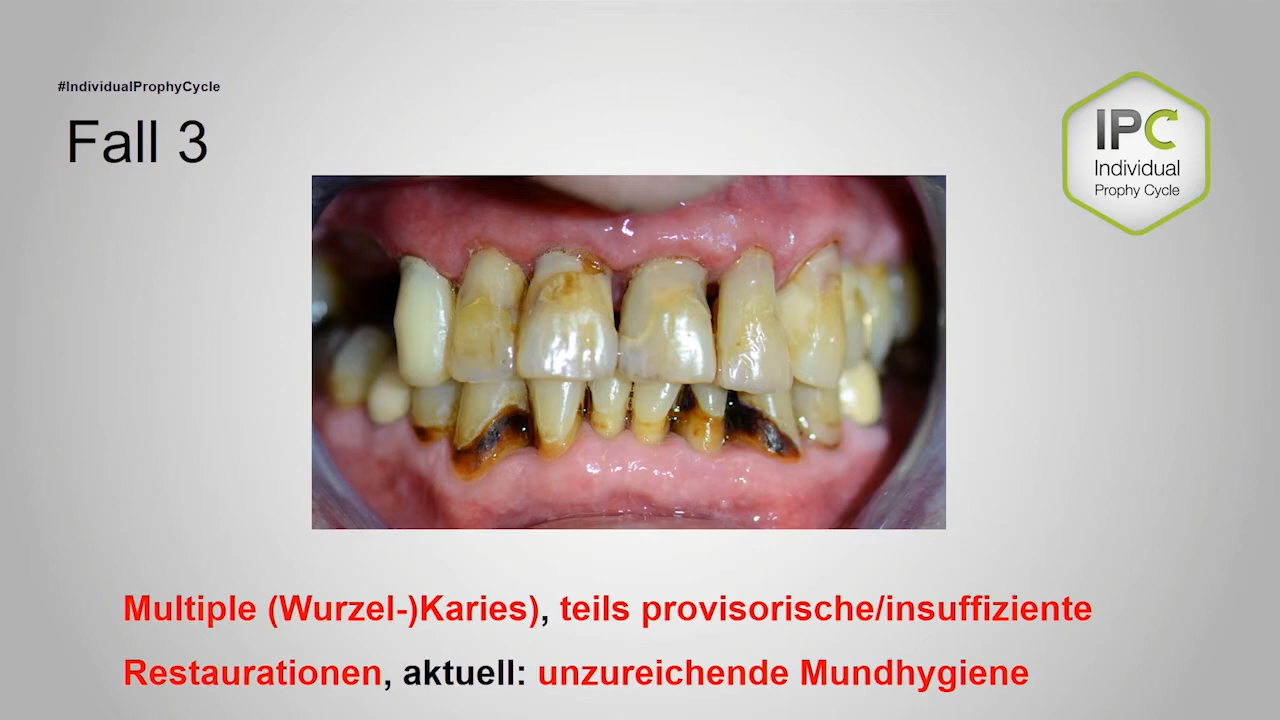 #IndividualProphyCycle
Fall 3
IPC
Individual
Prophy Cycle
Multiple (Wurzel-)Karies), teils provisorische/insuffiziente
Restaurationen, aktuell: unzureichende Mundhygiene